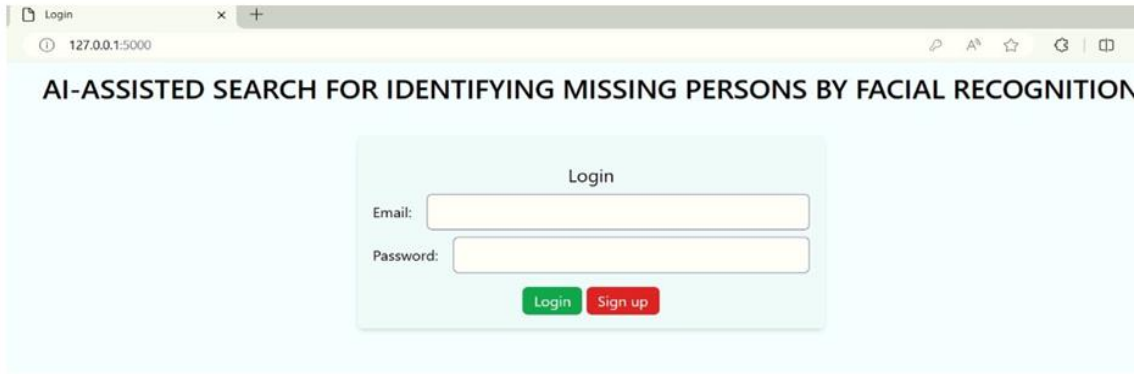 Login
127.0.0.1:5000
AI-ASSISTED SEARCH FOR IDENTIFYING MISSING PERSONS BY FACIAL RECOGNITION
Login
Email:
Password:
Login Sign up